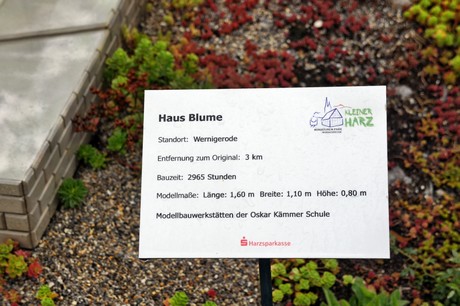 Haus Blume
KLEINER
HARZ
Standort: Wernigerode
Entfernung zum Original: 3 km
Bauzeit: 2965 Stunden
Modellmaße: Länge: 1,60 m Breite: 1,10 m Höhe: 0,80 m
Modellbauwerkstätten der Oskar Kämmer Schule
Harzsparkasse